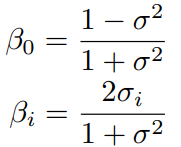 β₀ = (1 − σ²) / (1 + σ²)
βᵢ = 2σᵢ / (1 + σ²)